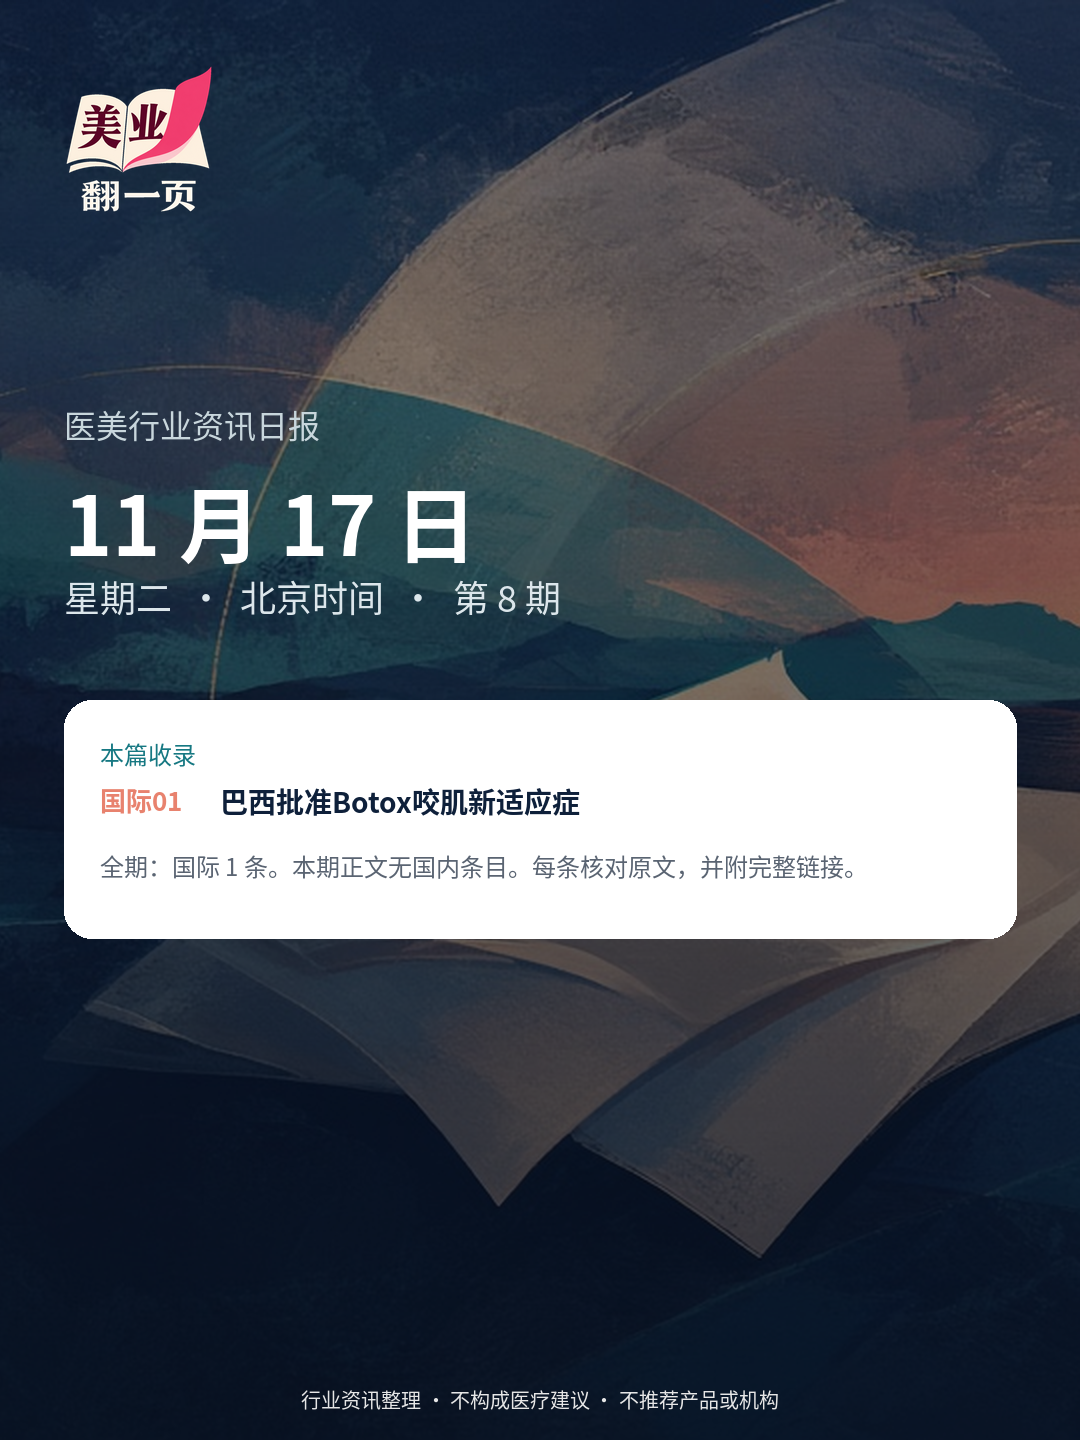 美业
翻一页
医美行业资讯日报
11 月 17 日
星期二 · 北京时间 · 第 8 期
本篇收录
国际01 巴西批准Botox咬肌新适应症
全期：国际 1 条。本期正文无国内条目。每条核对原文，并附完整链接。
行业资讯整理 · 不构成医疗建议 · 不推荐产品或机构